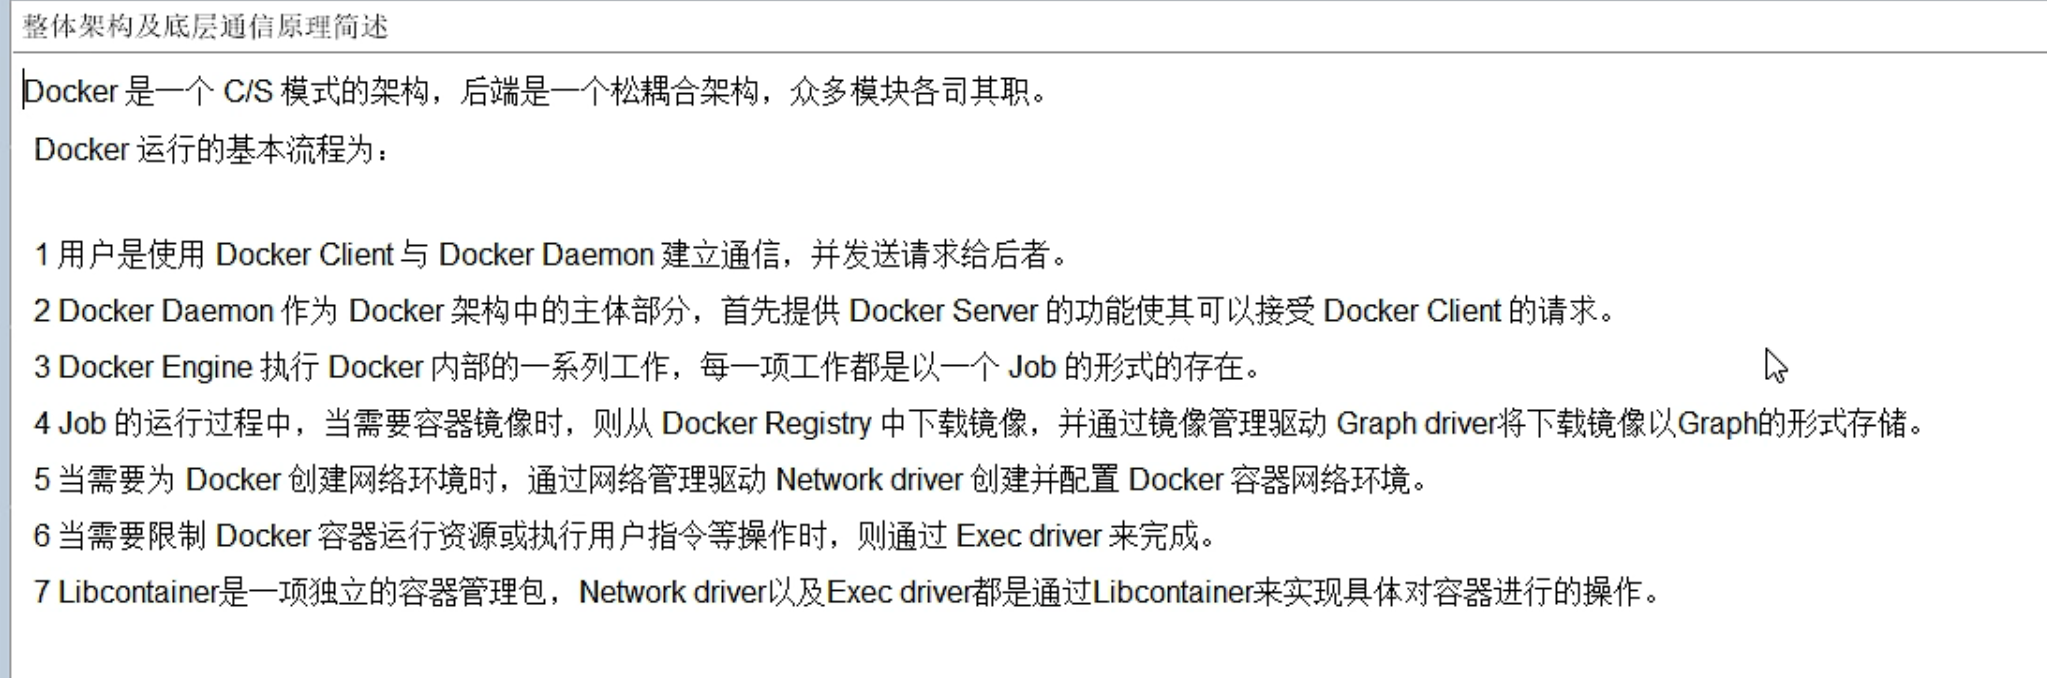 整体架构及底层通信原理简述
Docker 是一个 C/S 模式的架构，后端是一个松耦合架构，众多模块各司其职。
Docker 运行的基本流程为：
1 用户是使用 Docker Client 与 Docker Daemon 建立通信，并发送请求给后者。
2 Docker Daemon 作为 Docker 架构中的主体部分，首先提供 Docker Server 的功能使其可以接受 Docker Client 的请求。
3 Docker Engine 执行 Docker 内部的一系列工作，每一项工作都是以一个 Job 的形式的存在。
4 Job 的运行过程中，当需要容器镜像时，则从 Docker Registry 中下载镜像，并通过镜像管理驱动 Graph driver将下载镜像以Graph的形式存储。
5 当需要为 Docker 创建网络环境时，通过网络管理驱动 Network driver 创建并配置 Docker 容器网络环境。
6 当需要限制 Docker 容器运行资源或执行用户指令等操作时，则通过 Exec driver 来完成。
7 Libcontainer是一项独立的容器管理包，Network driver以及Exec driver都是通过Libcontainer来实现具体对容器进行的操作。